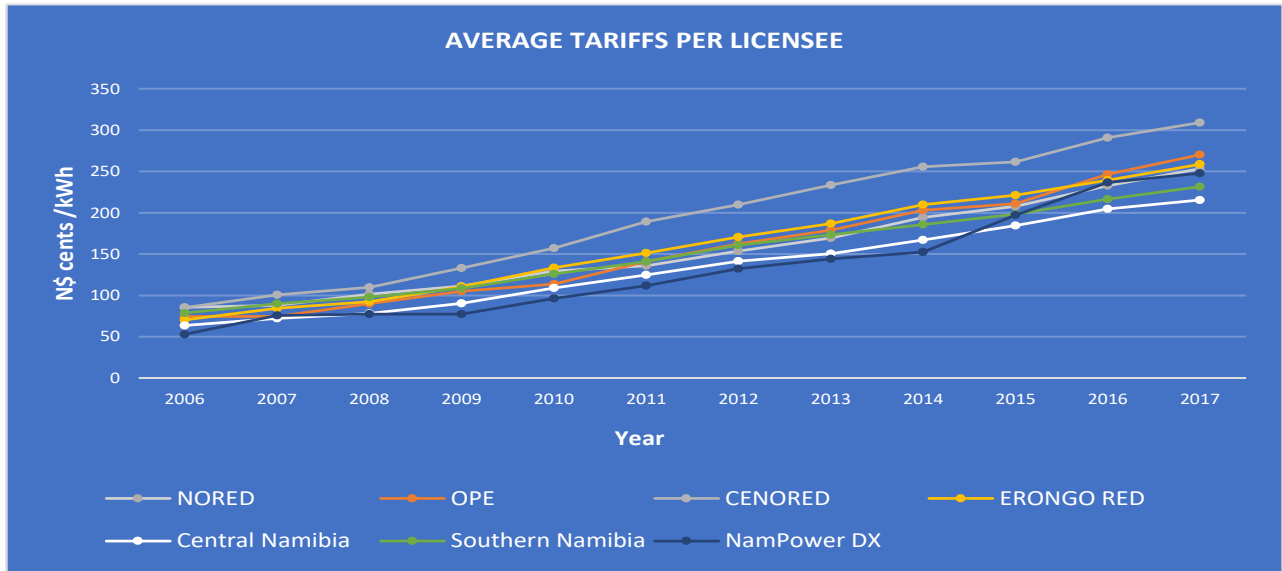 AVERAGE TARIFFS PER LICENSEE
350
300
250
200
150
100
50
0
N$ cents /kWh
2006 2007 2008 2009 2010 2011 2012 2013 2014 2015 2016 2017
Year
NORED OPE CENORED ERONGO RED
Central Namibia Southern Namibia NamPower DX